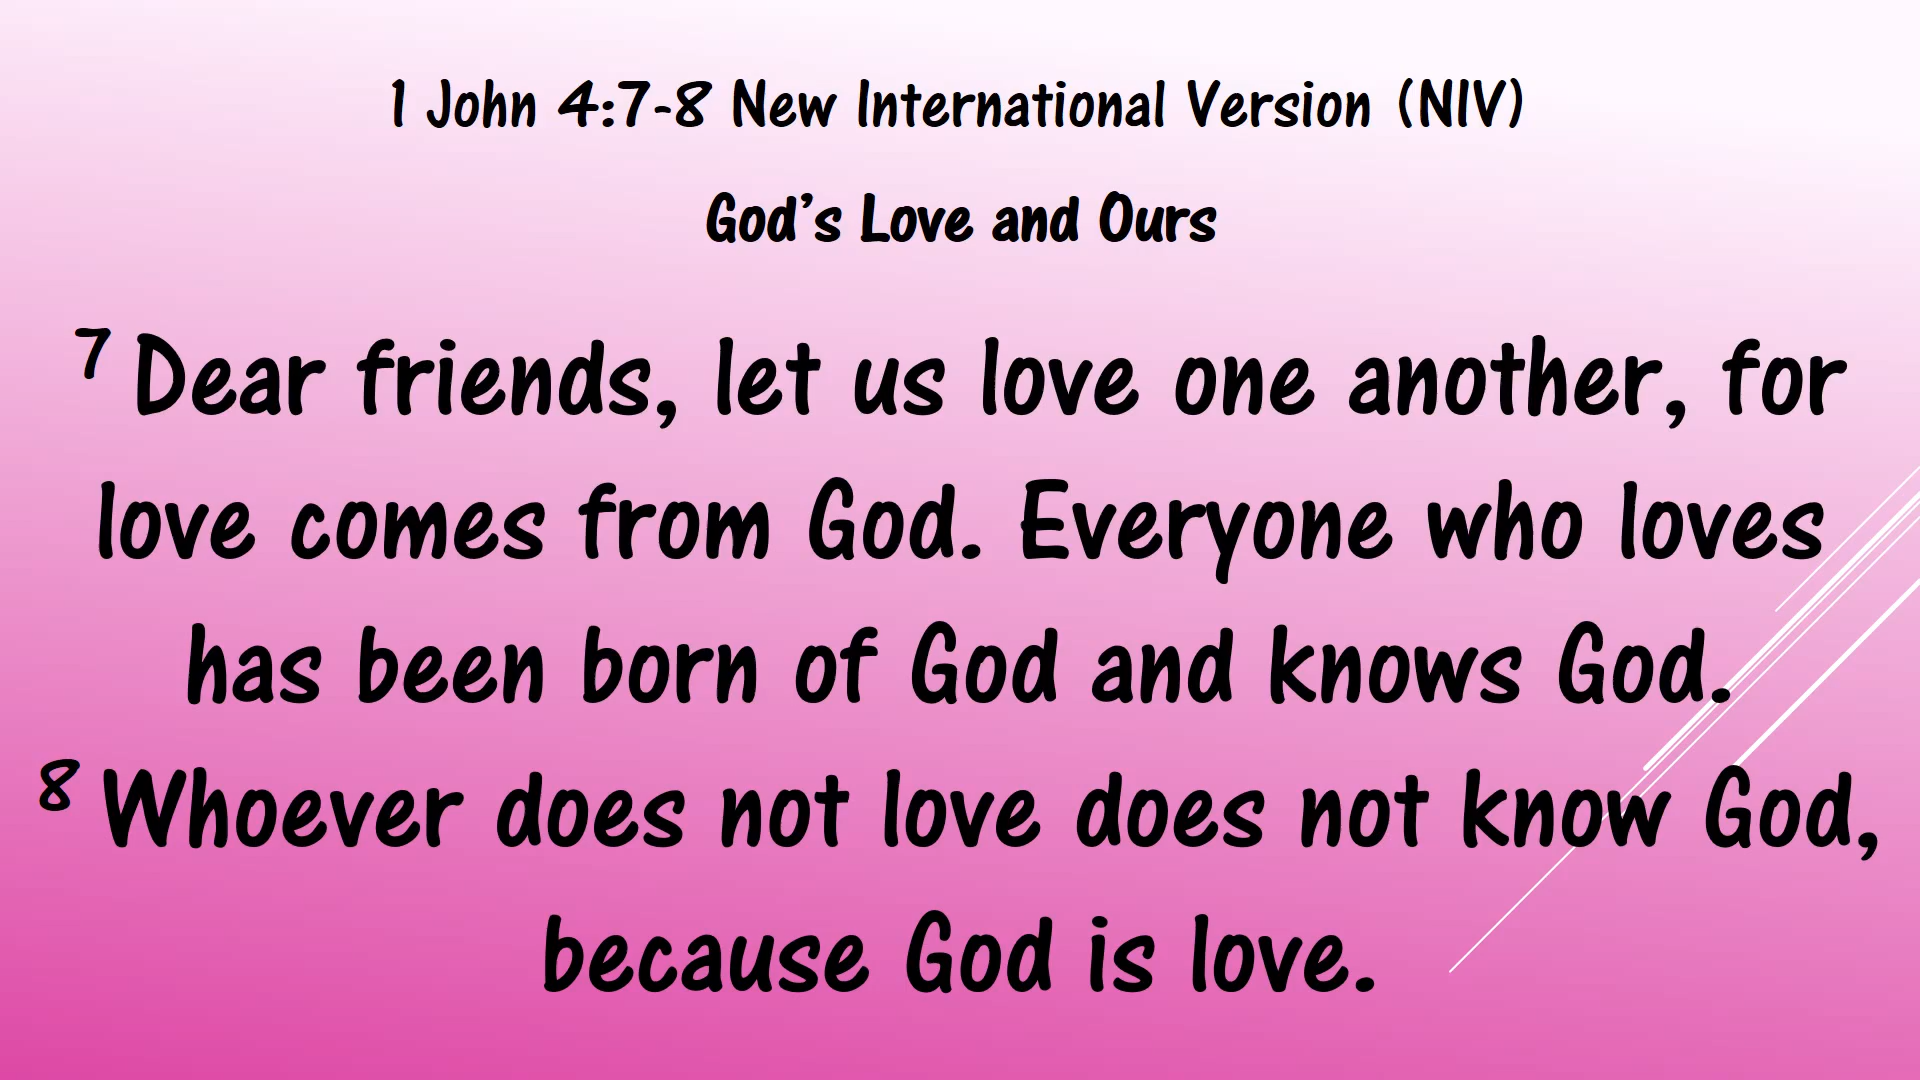 1 John 4:7-8 New International Version (NIV)
God’s Love and Ours
7 Dear friends, let us love one another, for
love comes from God. Everyone who loves
has been born of God and knows God.
8 Whoever does not love does not know God,
because God is love.